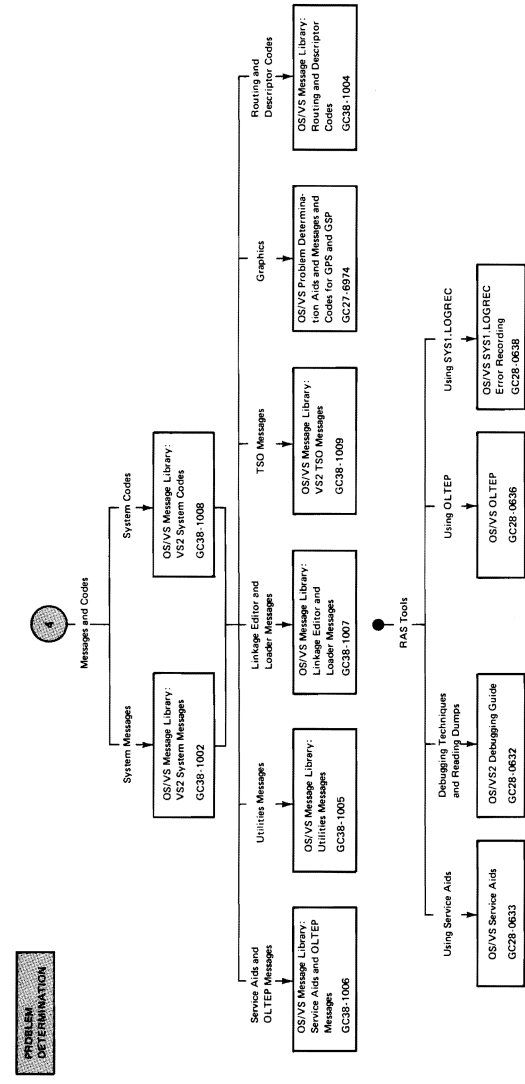 PROBLEM
DETERMINATION
4
Messages and Codes
System Messages
System Codes
OS/VS Message Library:
VS2 System Messages
GC38-1002
OS/VS Message Library:
VS2 System Codes
GC38-1008
Service Aids and
OLTEP Messages
Utilities Messages
Linkage Editor and
Loader Messages
TSO Messages
Graphics
Routing and
Descriptor Codes
OS/VS Message Library:
Service Aids and OLTEP
Messages
GC38-1006
OS/VS Message Library:
Utilities Messages
GC38-1005
OS/VS Message Library:
Linkage Editor and
Loader Messages
GC38-1007
OS/VS Message Library:
VS2 TSO Messages
GC38-1009
OS/VS Problem Determina-
tion Aids and Messages and
Codes for GPS and GSP
GC27-6974
OS/VS Message Library:
Routing and Descriptor
Codes
GC38-1004
RAS Tools
Using Service Aids
Debugging Techniques
and Reading Dumps
Using OLTEP
Using SYS1.LOGREC
OS/VS Service Aids
GC28-0633
OS/VS2 Debugging Guide
GC28-0632
OS/VS OLTEP
GC28-0636
OS/VS SYS1.LOGREC
Error Recording
GC28-0638